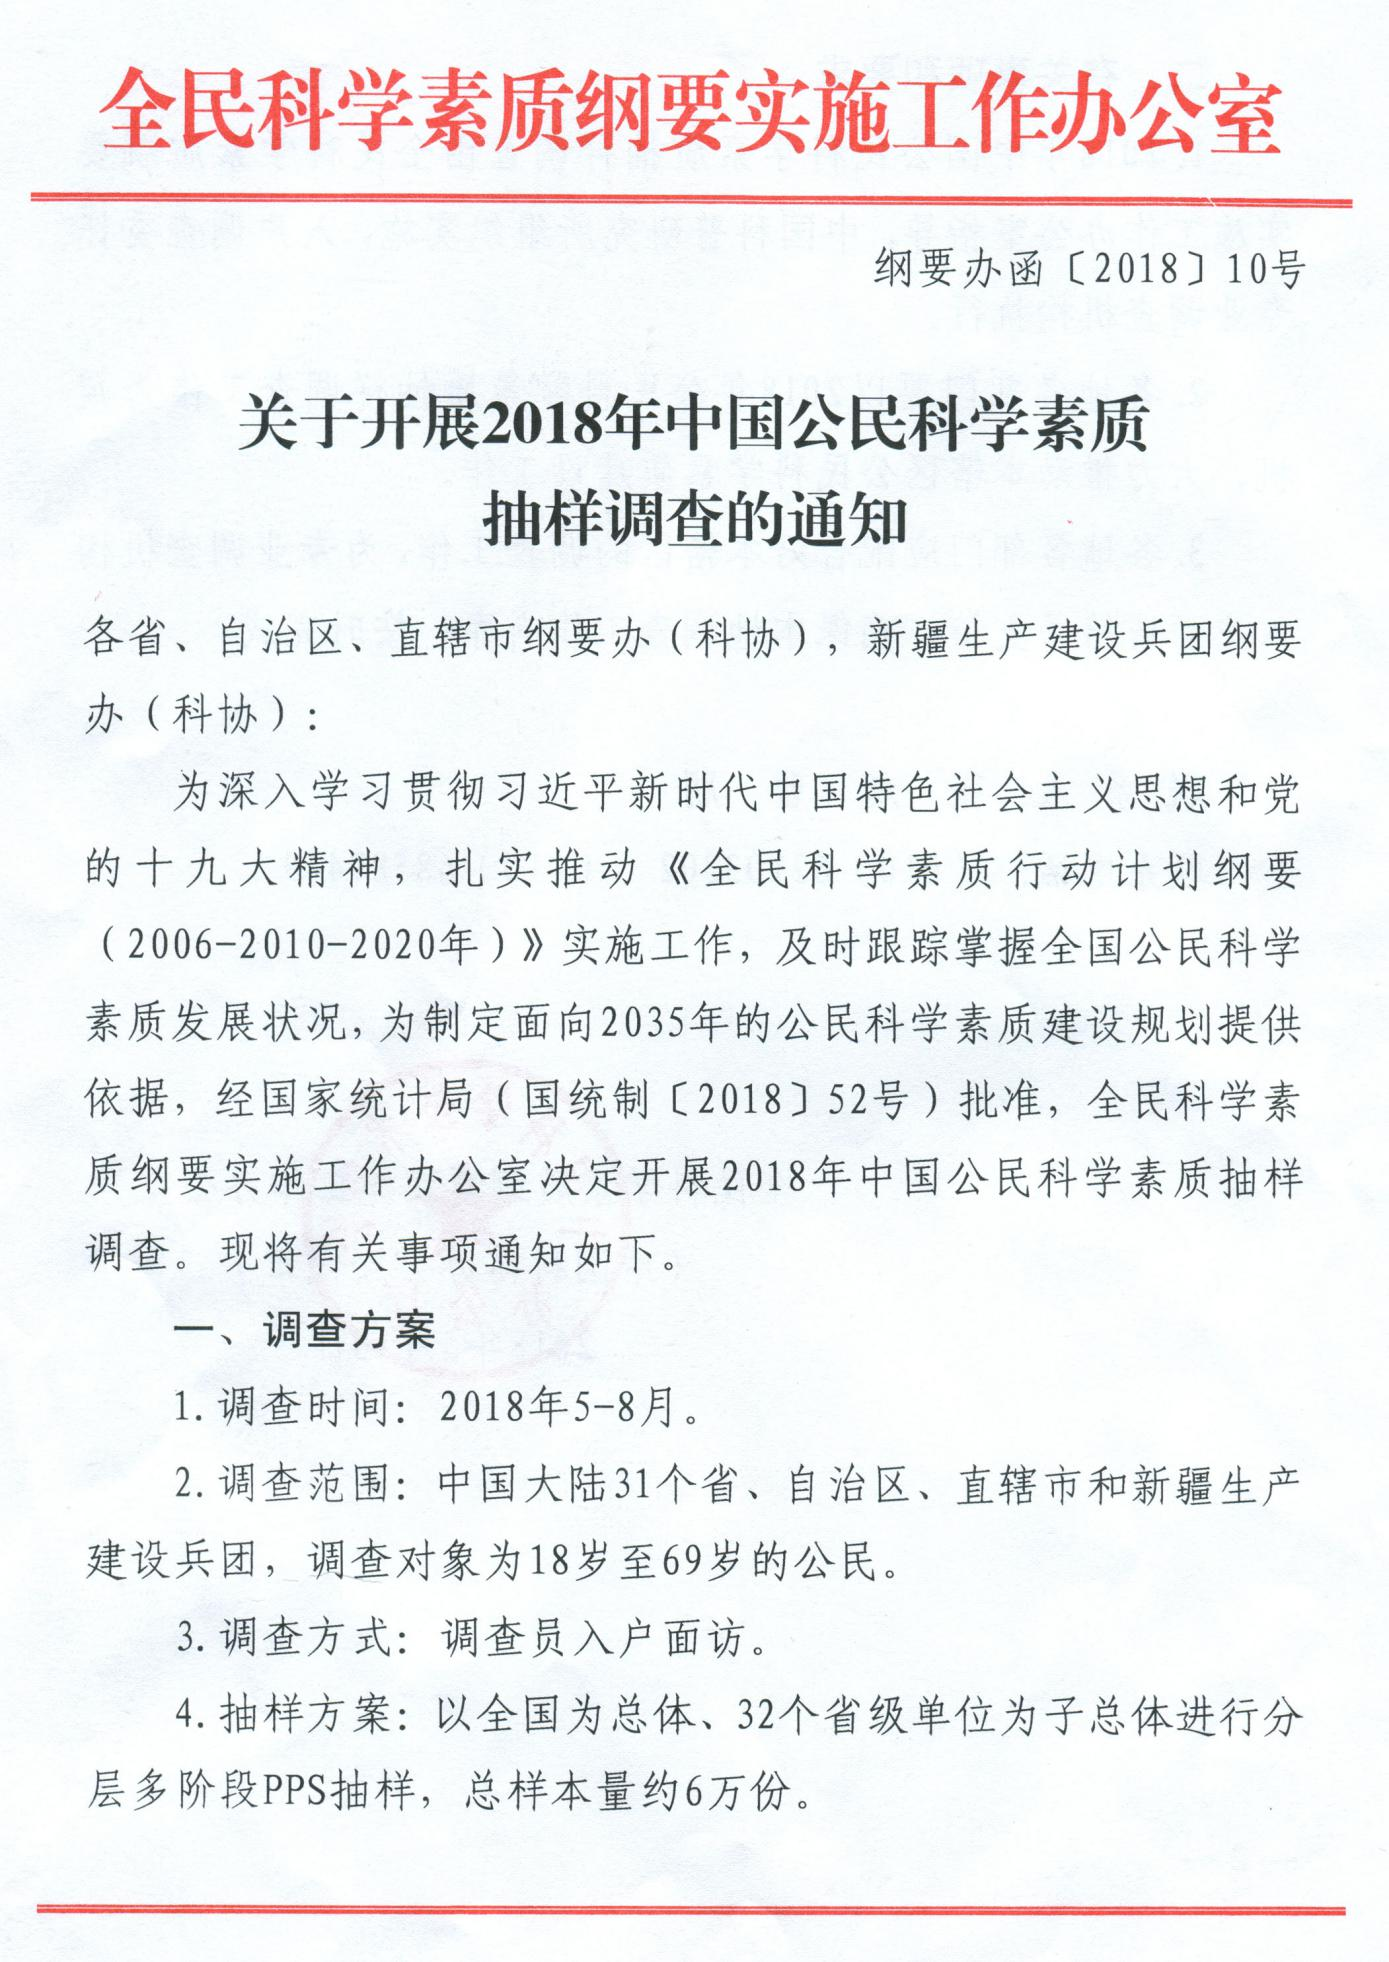 全民科学素质纲要实施工作办公室
纲要办函〔2018〕10号
关于开展2018年中国公民科学素质
抽样调查的通知
各省、自治区、直辖市纲要办（科协），新疆生产建设兵团纲要
办（科协）：
为深入学习贯彻习近平新时代中国特色社会主义思想和党
的十九大精神，扎实推动《全民科学素质行动计划纲要
（2006-2010-2020年）》实施工作，及时跟踪掌握全国公民科学
素质发展状况，为制定面向2035年的公民科学素质建设规划提供
依据，经国家统计局（国统制〔2018〕52号）批准，全民科学素
质纲要实施工作办公室决定开展2018年中国公民科学素质抽样
调查。现将有关事项通知如下。
一、调查方案
1.调查时间：2018年5-8月。
2.调查范围：中国大陆31个省、自治区、直辖市和新疆生产
建设兵团，调查对象为18岁至69岁的公民。
3.调查方式：调查员入户面访。
4.抽样方案：以全国为总体、32个省级单位为子总体进行分
层多阶段PPS抽样，总样本量约6万份。